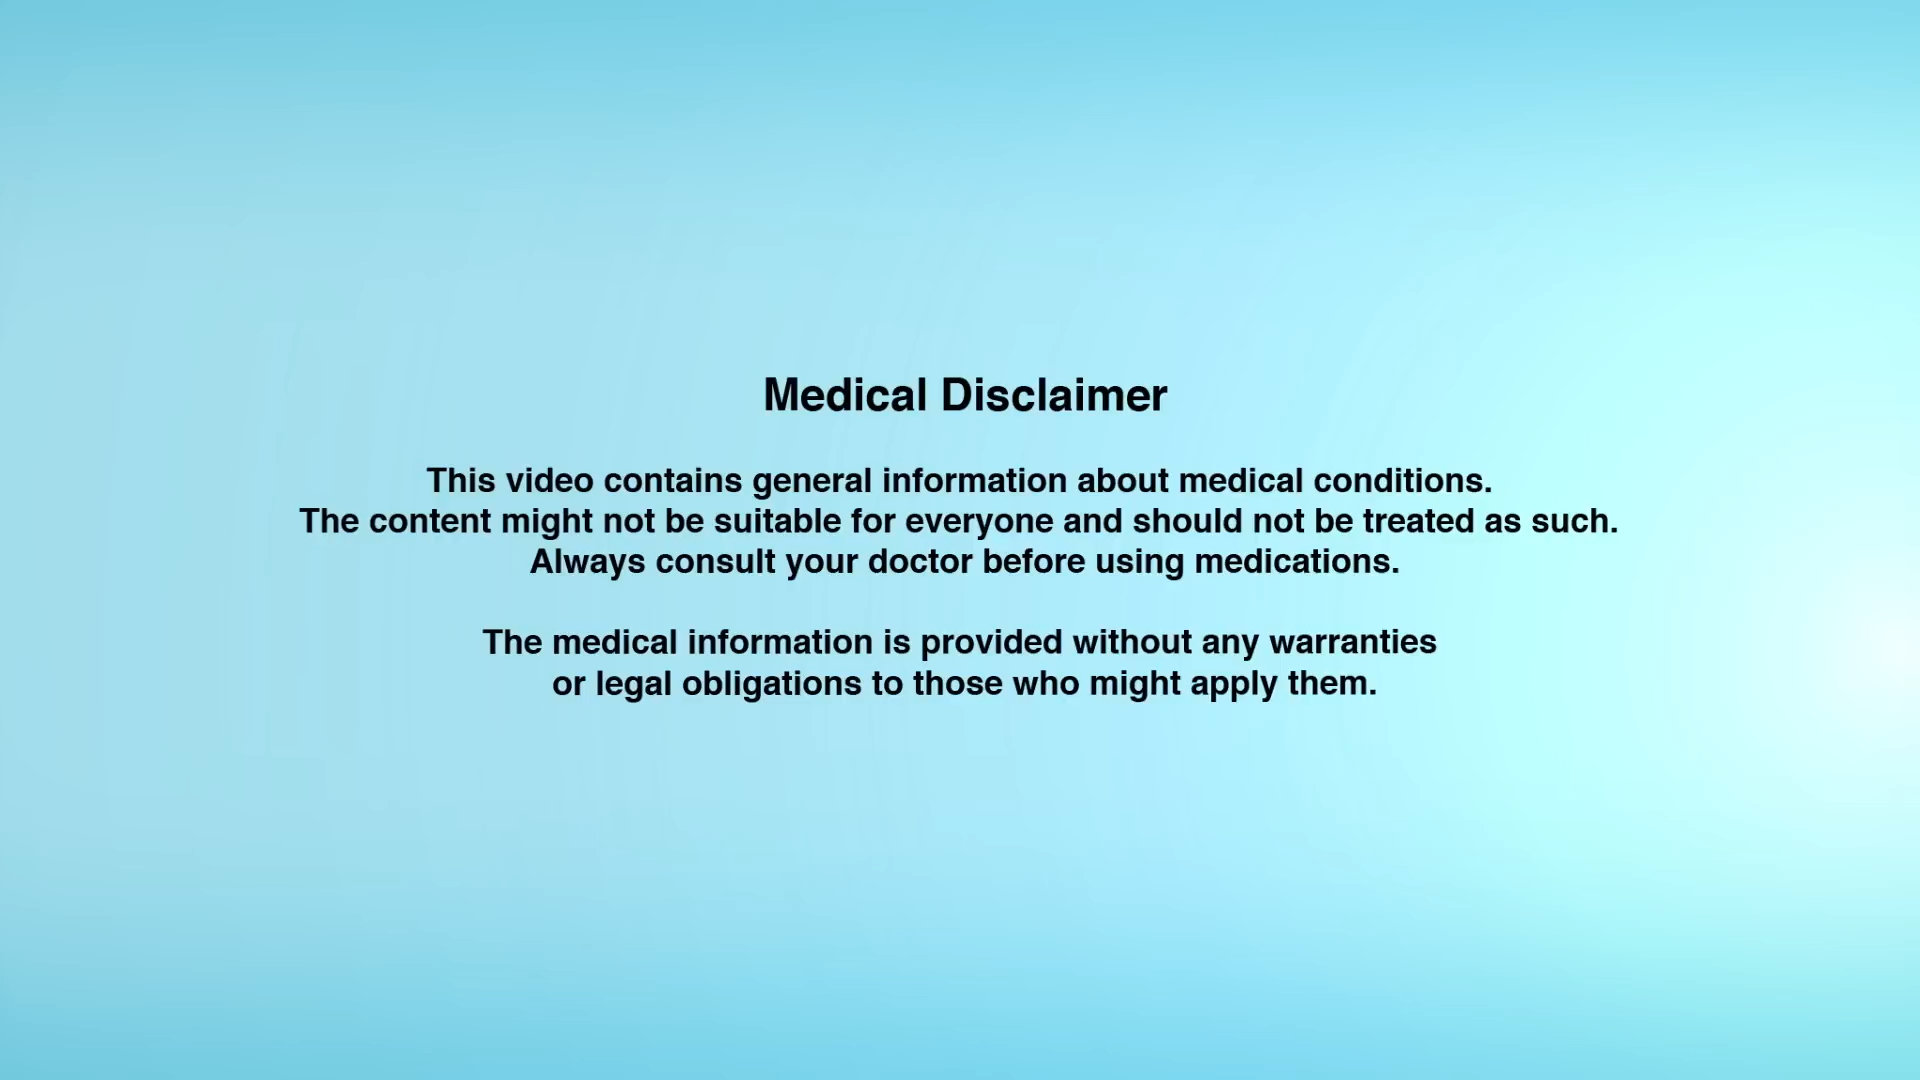 Medical Disclaimer
This video contains general information about medical conditions.
The content might not be suitable for everyone and should not be treated as such.
Always consult your doctor before using medications.
The medical information is provided without any warranties
or legal obligations to those who might apply them.